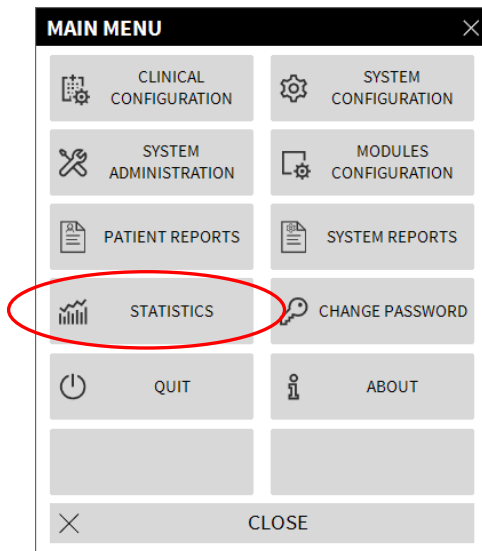 MAIN MENU
CLINICAL
CONFIGURATION
SYSTEM
CONFIGURATION
SYSTEM
ADMINISTRATION
MODULES
CONFIGURATION
PATIENT REPORTS
SYSTEM REPORTS
STATISTICS
CHANGE PASSWORD
QUIT
ABOUT
CLOSE